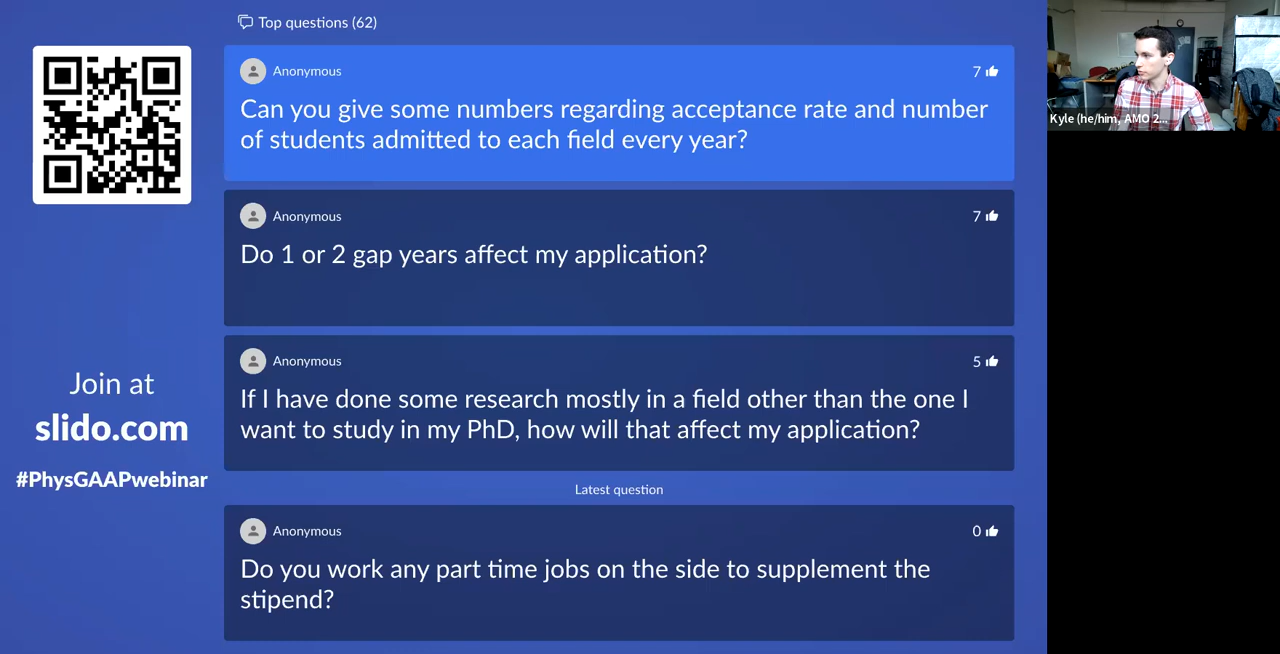 Top questions (62)
Anonymous
7
Can you give some numbers regarding acceptance rate and number
of students admitted to each field every year?
Anonymous
7
Do 1 or 2 gap years affect my application?
Anonymous
5
If I have done some research mostly in a field other than the one I
want to study in my PhD, how will that affect my application?
Latest question
Anonymous
0
Do you work any part time jobs on the side to supplement the
stipend?
Join at
slido.com
#PhysGAAPwebinar
Kyle (he/him, AMO 2...